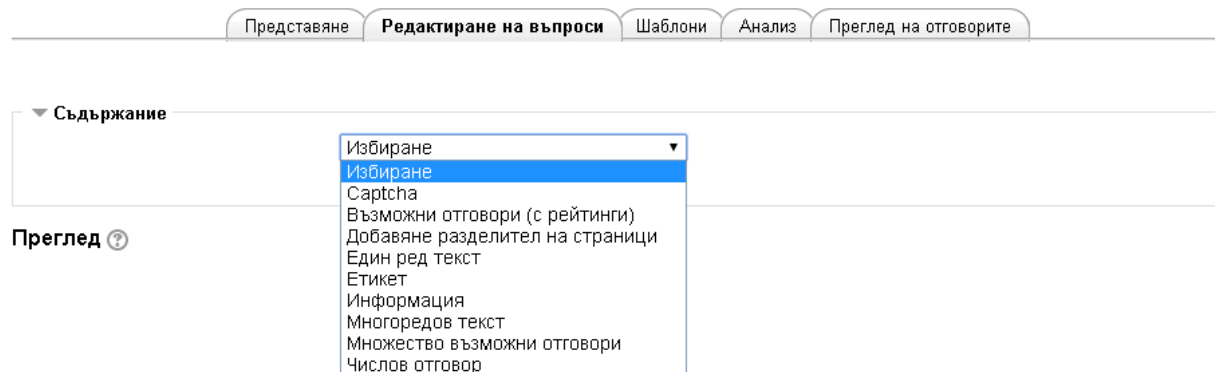 Представяне Редактиране на въпроси Шаблони Анализ Преглед на отговорите
Съдържание
Избиране
Избиране
Captcha
Възможни отговори (с рейтинги)
Добавяне разделител на страници
Един ред текст
Етикет
Информация
Многоредов текст
Множество възможни отговори
Числов отговор
Преглед